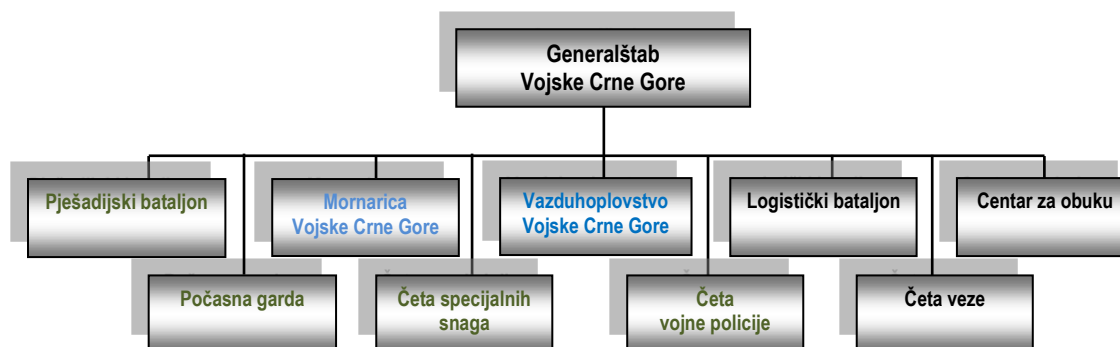 Generalštab
Vojske Crne Gore
Pješadijski bataljon
Mornarica
Vojske Crne Gore
Vazduhoplovstvo
Vojske Crne Gore
Logistički bataljon
Centar za obuku
Počasna garda
Četa specijalnih
snaga
Četa
vojne policije
Četa veze